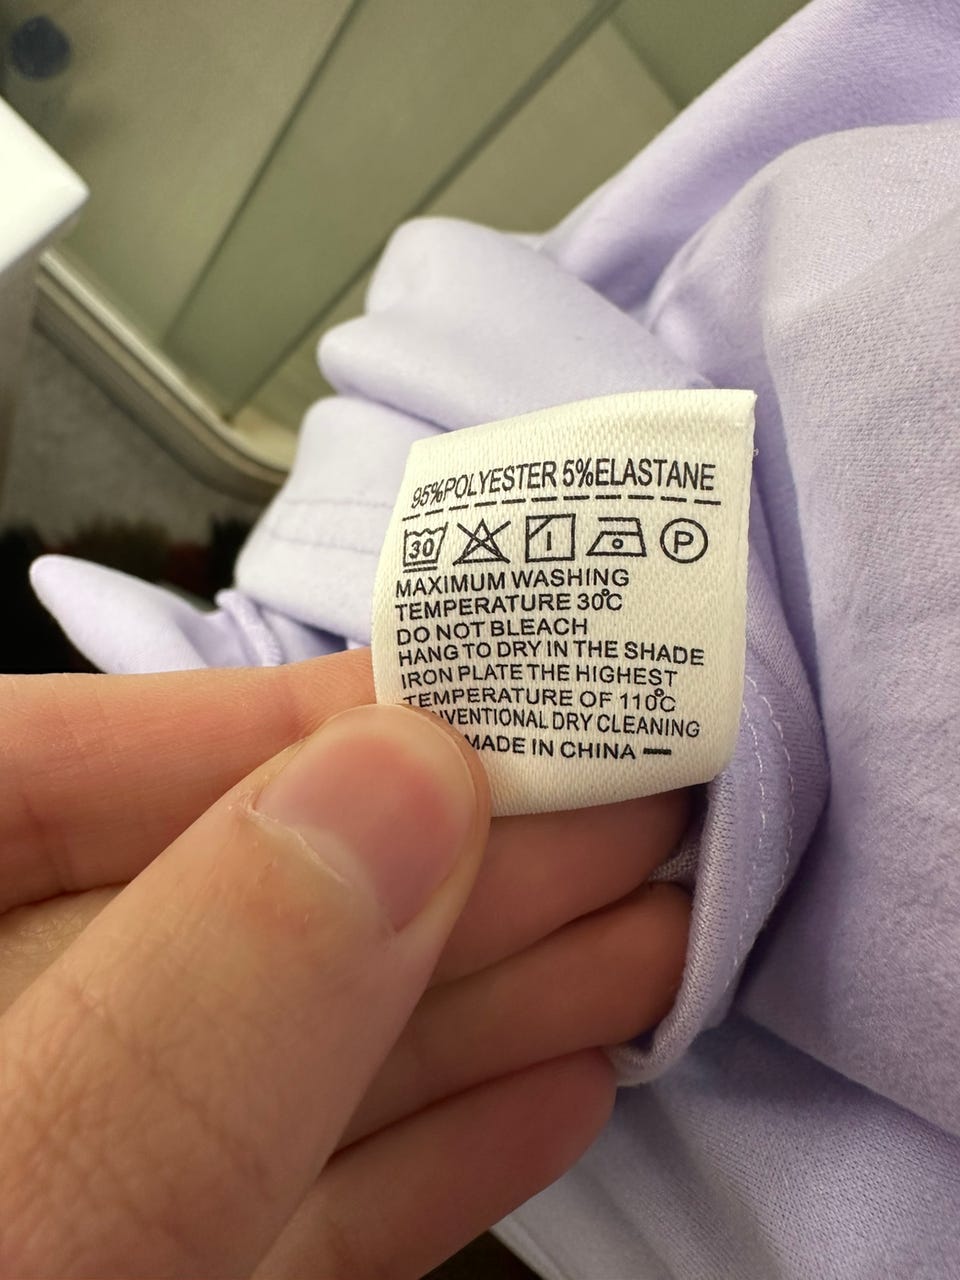 95%POLYESTER 5%ELASTANE
30 P
MAXIMUM WASHING
TEMPERATURE 30℃
DO NOT BLEACH
HANG TO DRY IN THE SHADE
IRON PLATE THE HIGHEST
TEMPERATURE OF 110℃
DRY CLEANING
MADE IN CHINA